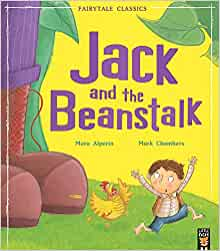 FAIRYTALE CLASSICS
Jack
and the
Beanstalk
Mara Alperin Mark Chambers